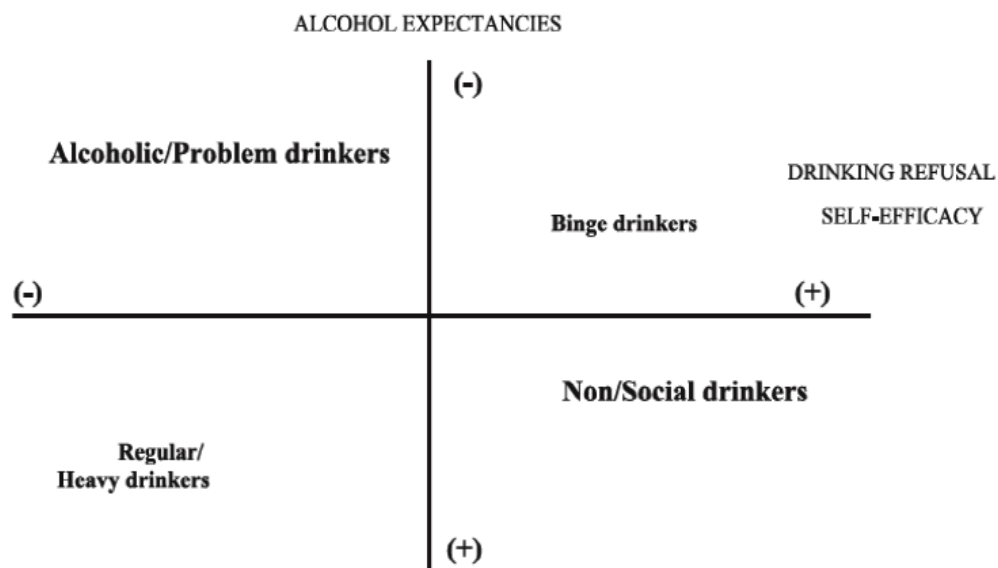 ALCOHOL EXPECTANCIES
(-)
Alcoholic/Problem drinkers
DRINKING REFUSAL
SELF-EFFICACY
Binge drinkers
(-)
(+)
Non/Social drinkers
Regular/
Heavy drinkers
(+)